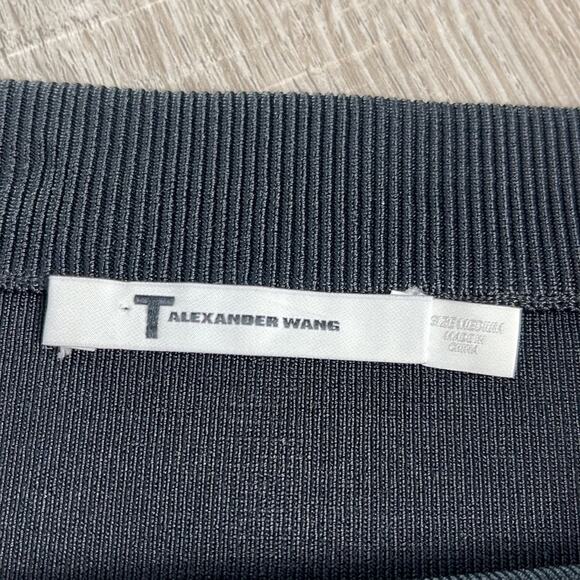 T ALEXANDER WANG
SIZE MEDIUM
MADE IN
CHINA